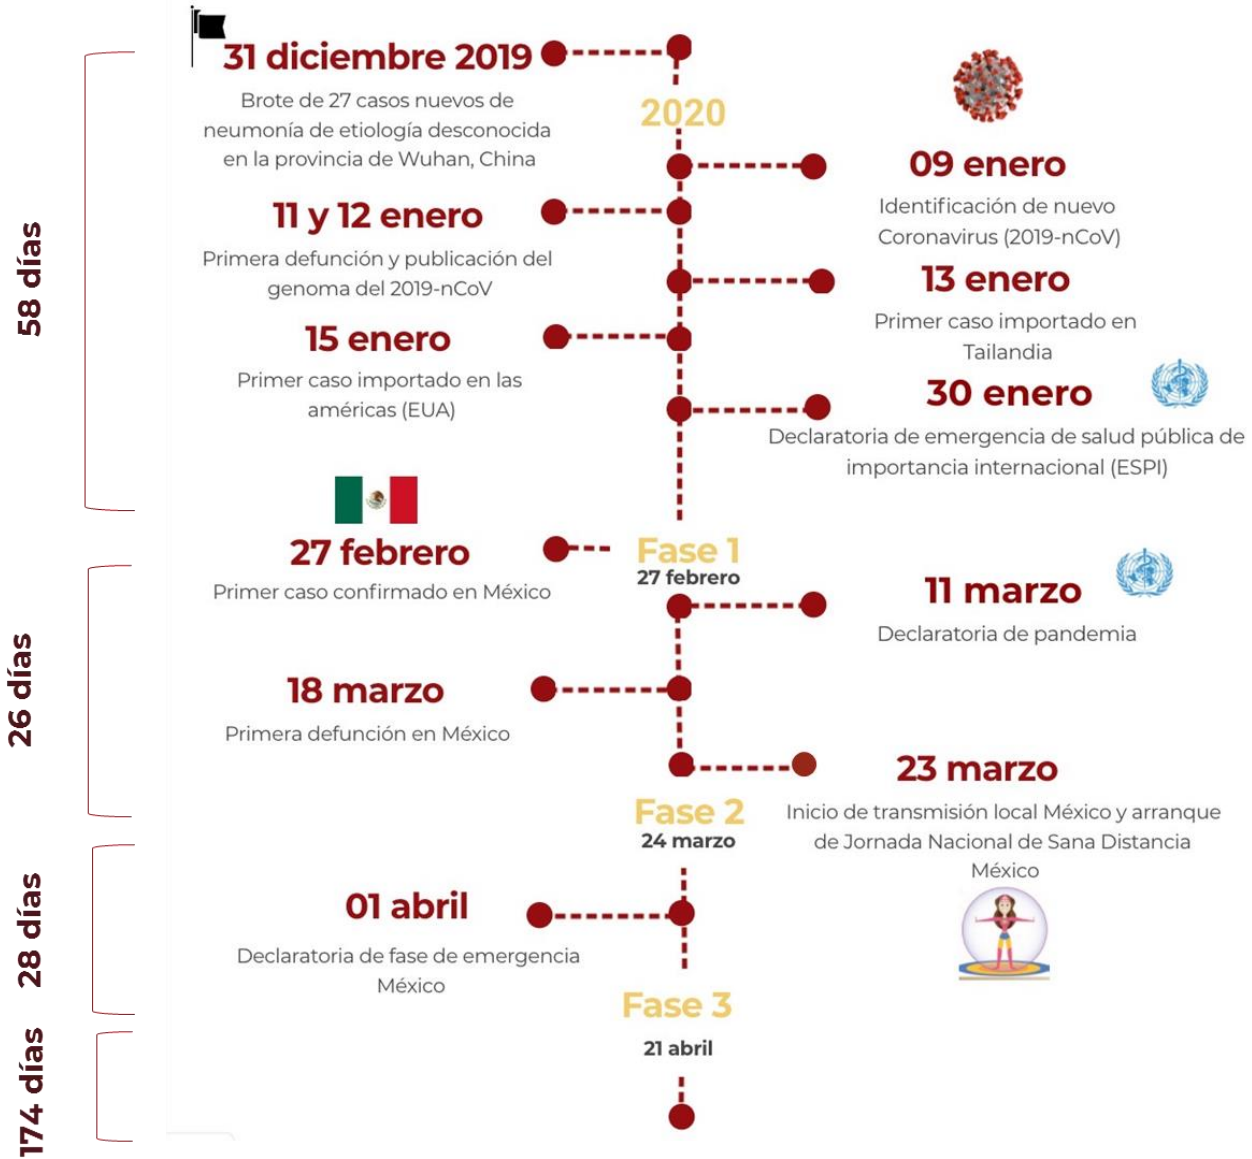 31 diciembre 2019
Brote de 27 casos nuevos de
neumonía de etiología desconocida
en la provincia de Wuhan, China
2020
09 enero
Identificación de nuevo
Coronavirus (2019-nCoV)
11 y 12 enero
Primera defunción y publicación del
genoma del 2019-nCoV
13 enero
Primer caso importado en
Tailandia
15 enero
Primer caso importado en las
américas (EUA)
30 enero
Declaratoria de emergencia de salud pública de
importancia internacional (ESPI)
58 días
27 febrero
Primer caso confirmado en México
Fase 1
27 febrero
11 marzo
Declaratoria de pandemia
18 marzo
Primera defunción en México
23 marzo
Inicio de transmisión local México y arranque
de Jornada Nacional de Sana Distancia
México
26 días
Fase 2
24 marzo
01 abril
Declaratoria de fase de emergencia
México
28 días
Fase 3
21 abril
174 días